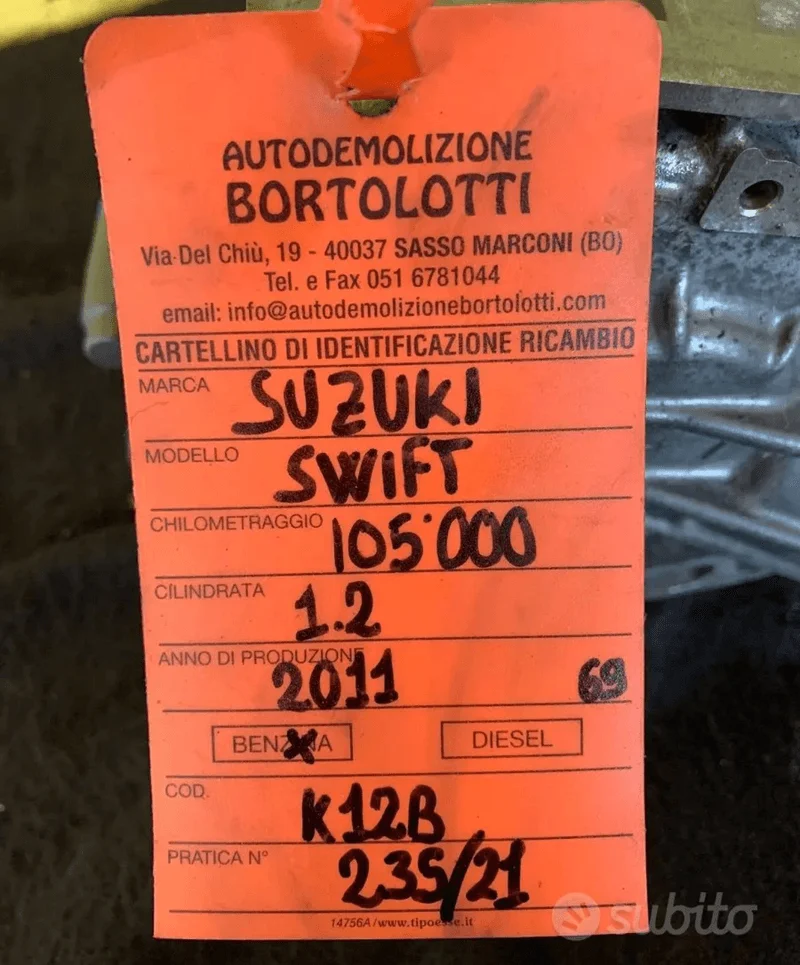 AUTODEMOLIZIONE
BORTOLOTTI
Via Del Chiù, 19 - 40037 SASSO MARCONI (BO)
Tel. e Fax 051 6781044
email: info@autodemolizionebortolotti.com
CARTELLINO DI IDENTIFICAZIONE RICAMBIO
MARCA SUZUKI
MODELLO SWIFT
CHILOMETRAGGIO 105'000
CILINDRATA 1.2
ANNO DI PRODUZIONE 2011 69
BENZINA X DIESEL
COD. K12B
PRATICA N° 235/21
14756A/www.tipoesse.it
subito